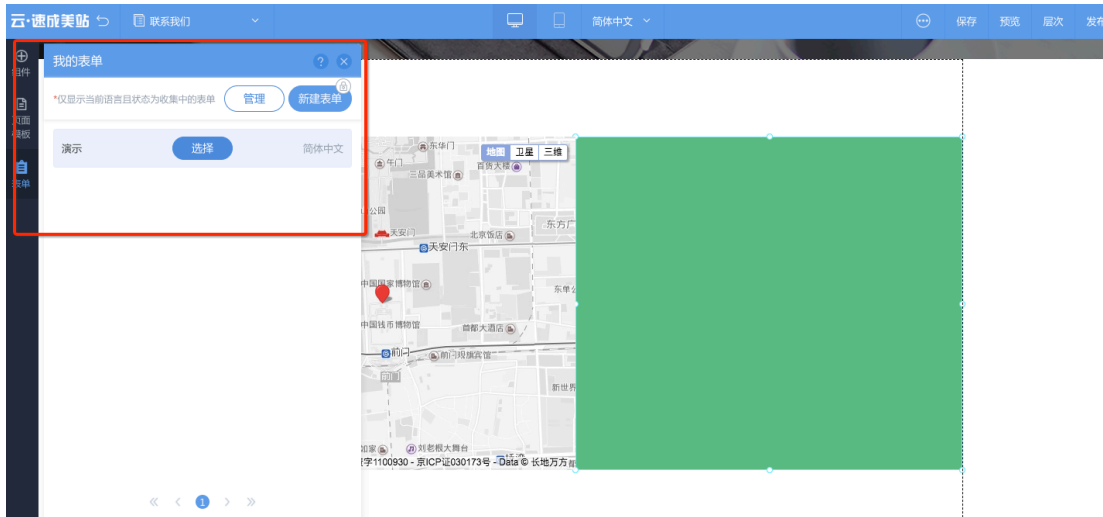 云·速成美站
联系我们
简体中文
保存
预览
层次
发布
组件
页面
模板
表单
我的表单
?
*仅显示当前语言且状态为收集中的表单
管理
新建表单
演示
选择
简体中文
东华门
地图
卫星
三维
午门
百货大楼
三品美术馆
公园
天安门
北京饭店
东方广
天安门东
中国国家博物馆
东单公
中国钱币博物馆
首都大酒店
前门
前门观旗宾馆
新世界
如家
刘老根大舞台
字1100930 - 京ICP证030173号 - Data © 长地万方
« < 1 > »